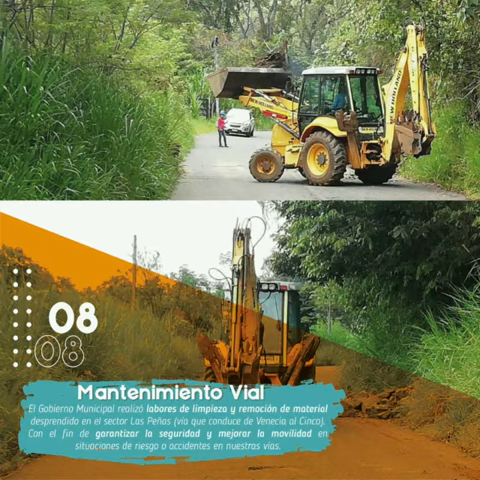 NEW HOLLAND
08
08
Mantenimiento Vial
El Gobierno Municipal realizó labores de limpieza y remoción de material
desprendido en el sector Las Peñas (vía que conduce de Venecia al Cinco).
Con el fin de garantizar la seguridad y mejorar la movilidad en
situaciones de riesgo o accidentes en nuestras vías.